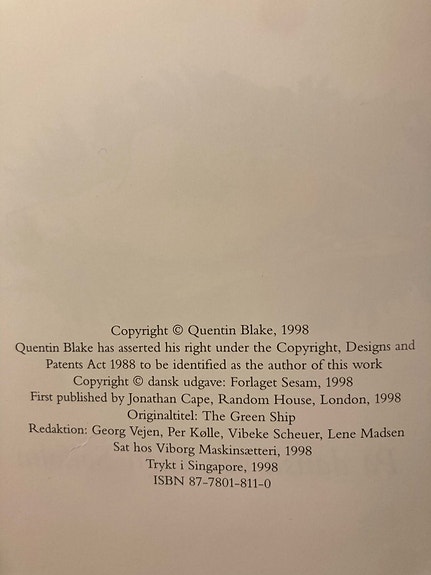 Copyright © Quentin Blake, 1998
Quentin Blake has asserted his right under the Copyright, Designs and
Patents Act 1988 to be identified as the author of this work
Copyright © dansk udgave: Forlaget Sesam, 1998
First published by Jonathan Cape, Random House, London, 1998
Originaltitel: The Green Ship
Redaktion: Georg Vejen, Per Kølle, Vibeke Scheuer, Lene Madsen
Sat hos Viborg Maskinsætteri, 1998
Trykt i Singapore, 1998
ISBN 87-7801-811-0